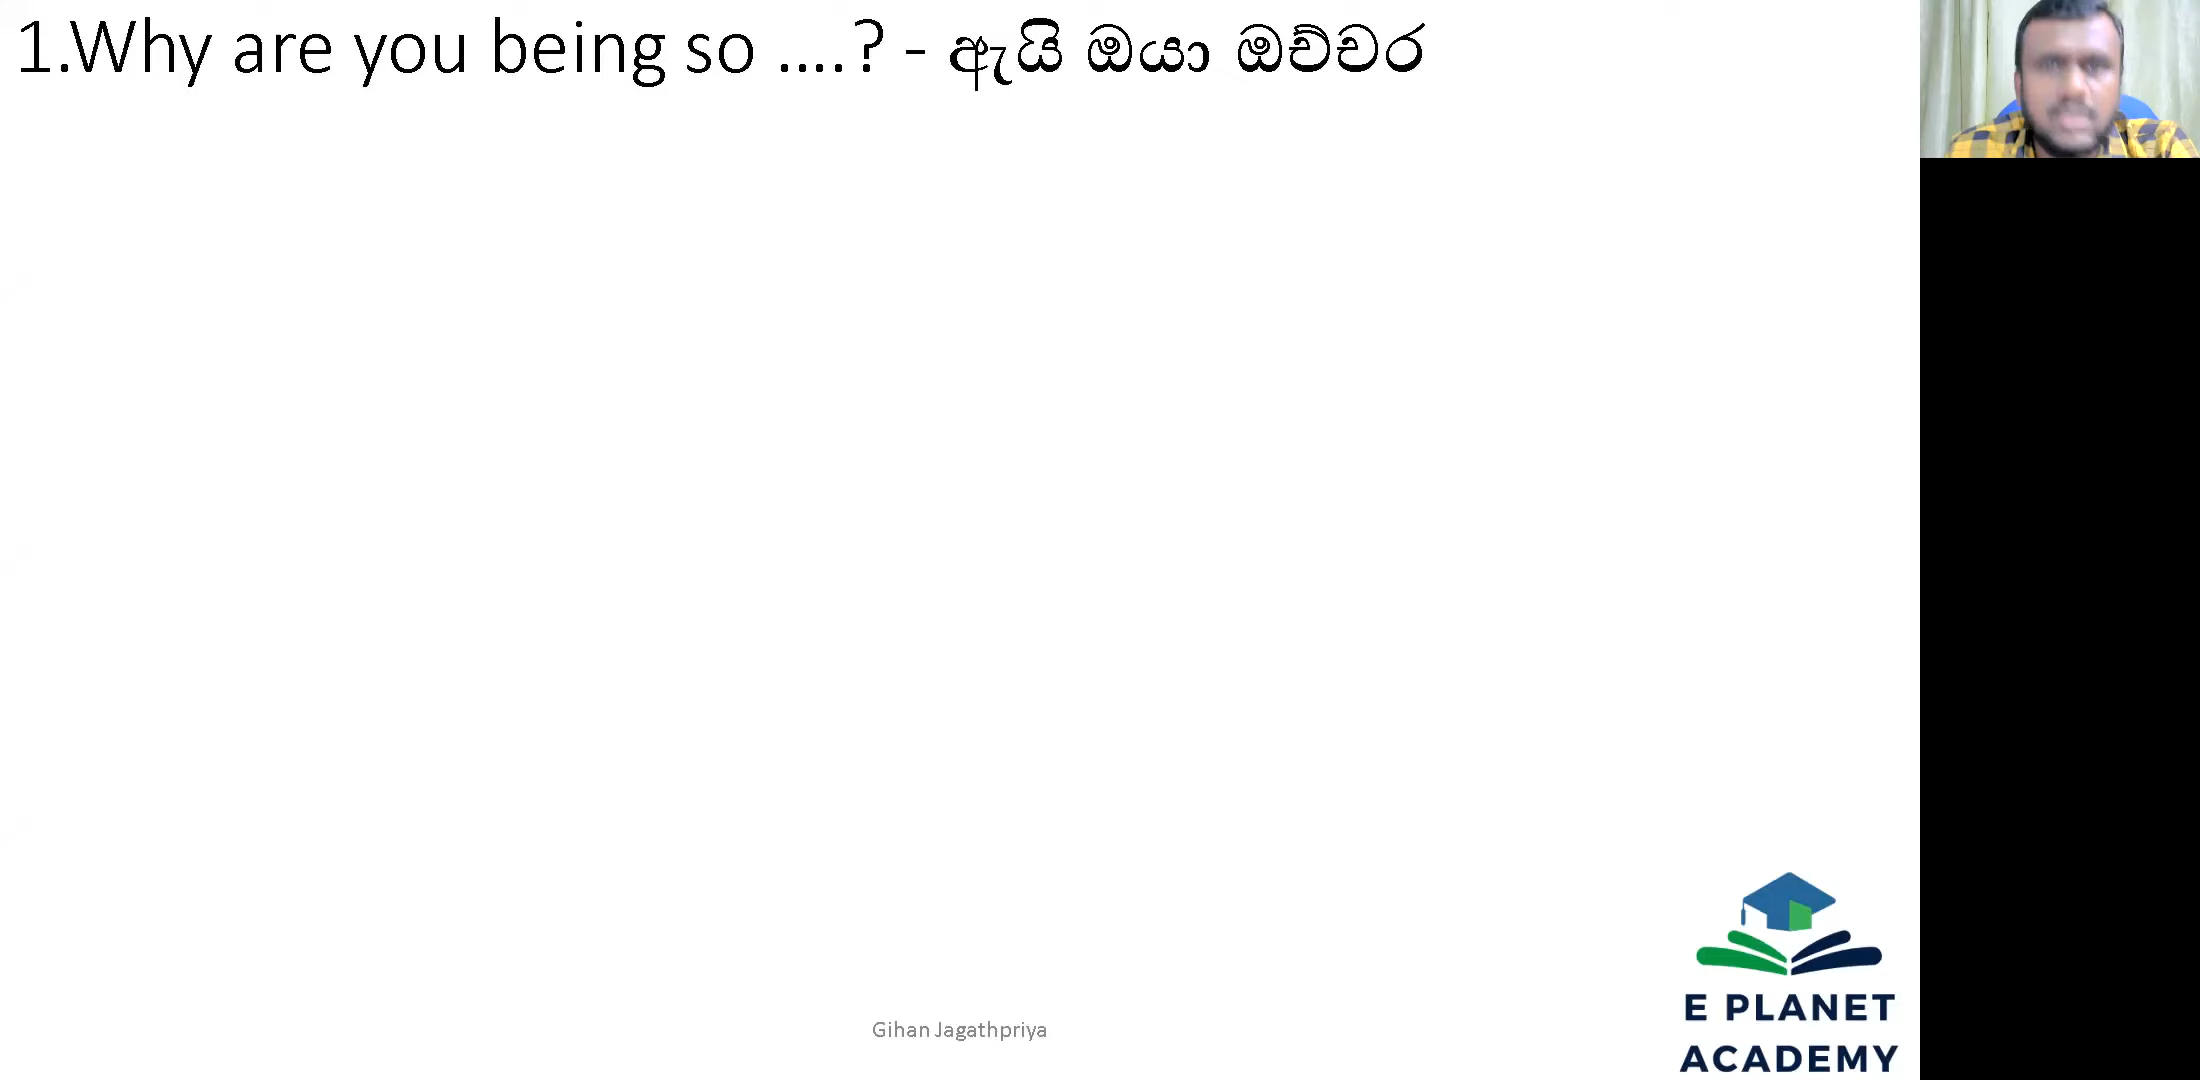 1.Why are you being so ....? - ඇයි ඔයා ඔච්චර
Gihan Jagathpriya
E PLANET
ACADEMY